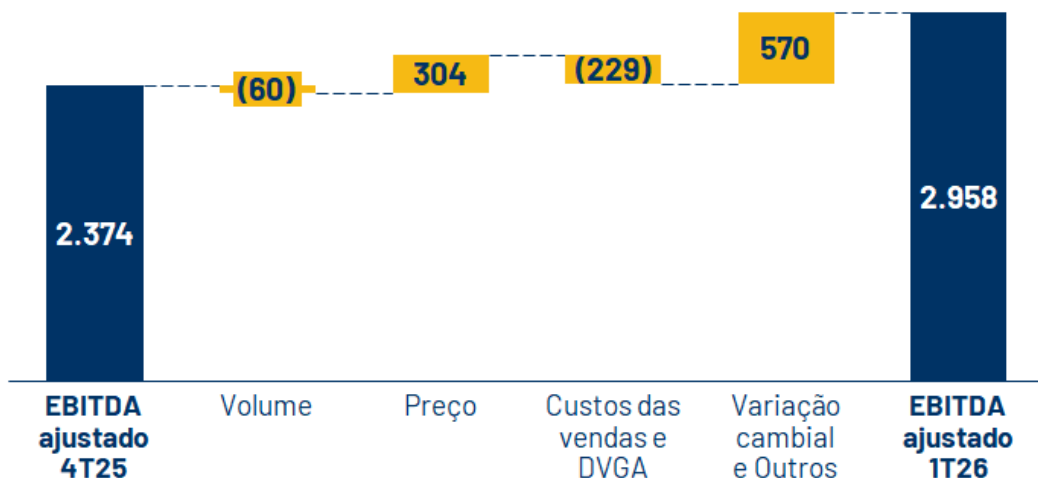 570
304
(229)
(60)
2.958
2.374
EBITDA
ajustado
4T25
Volume
Preço
Custos das
vendas e
DVGA
Variação
cambial
e Outros
EBITDA
ajustado
1T26